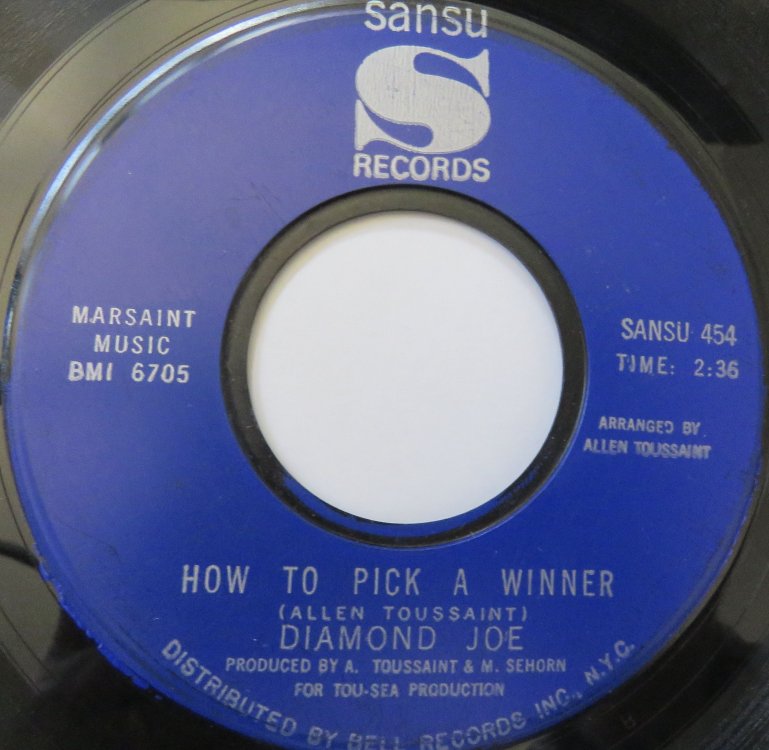 sansu
S
RECORDS
MARSAINT
MUSIC
BMI 6705
SANSU 454
TIME: 2:36
ARRANGED BY
ALLEN TOUSSAINT
HOW TO PICK A WINNER
(ALLEN TOUSSAINT)
DIAMOND JOE
PRODUCED BY A. TOUSSAINT & M. SEHORN
FOR TOU-SEA PRODUCTION
DISTRIBUTED BY BELL RECORDS INC., N.Y.C.